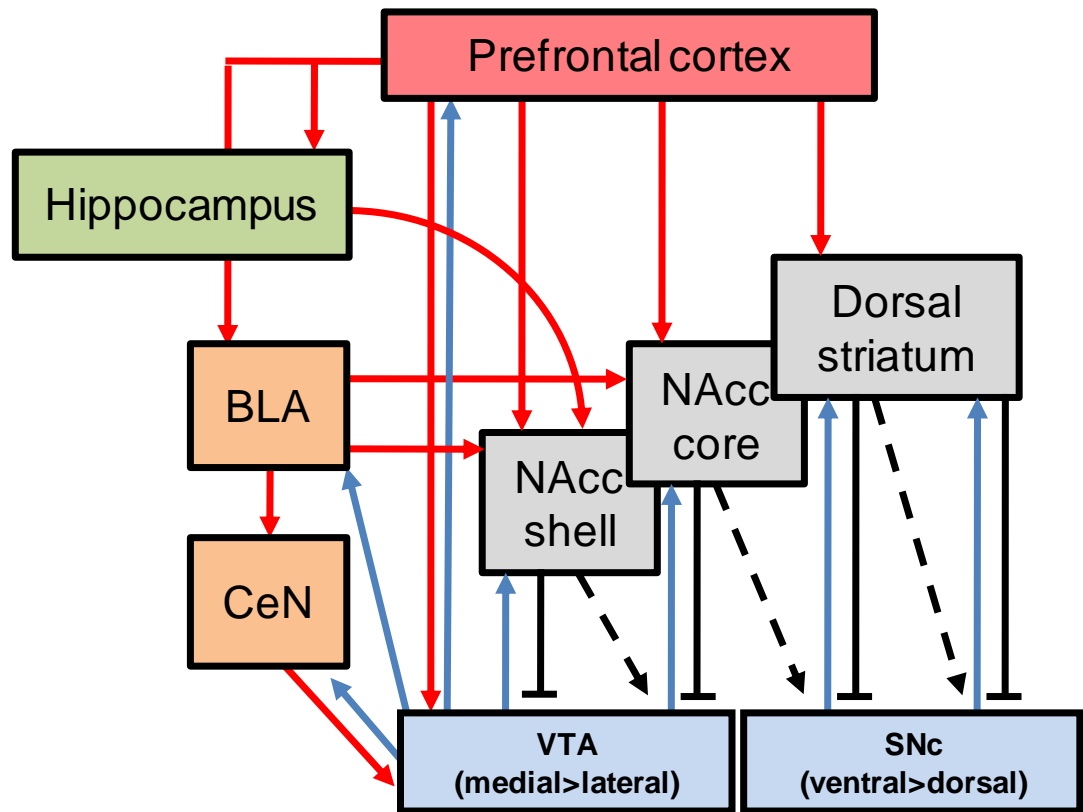 Prefrontal cortex
Hippocampus
Dorsal
striatum
BLA
NAcc
core
NAcc
shell
CeN
VTA
(medial>lateral)
SNc
(ventral>dorsal)